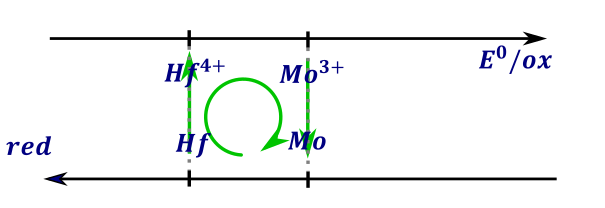 E⁰/ox
Hf⁴⁺ Mo³⁺
Hf Mo
red